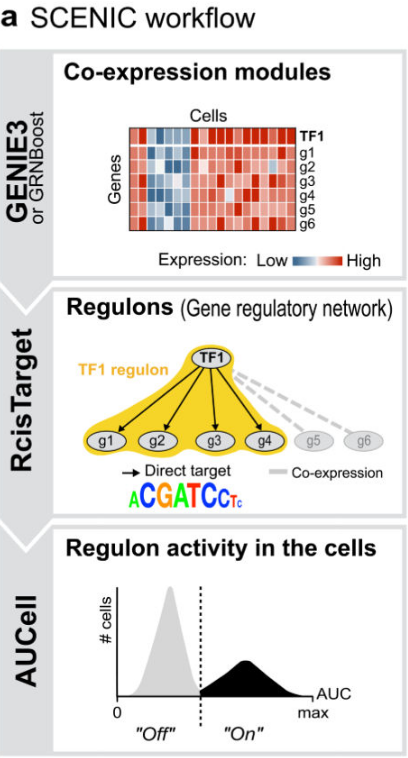 a SCENIC workflow
GENIE3
or GRNBoost
Co-expression modules
Cells
Genes
TF1
g1
g2
g3
g4
g5
g6
Expression: Low High
RcisTarget
Regulons (Gene regulatory network)
TF1 regulon
TF1
g1 g2 g3 g4 g5 g6
Direct target
Co-expression
ACGATCCTc
AUCell
Regulon activity in the cells
# cells
AUC
0 max
"Off" "On"